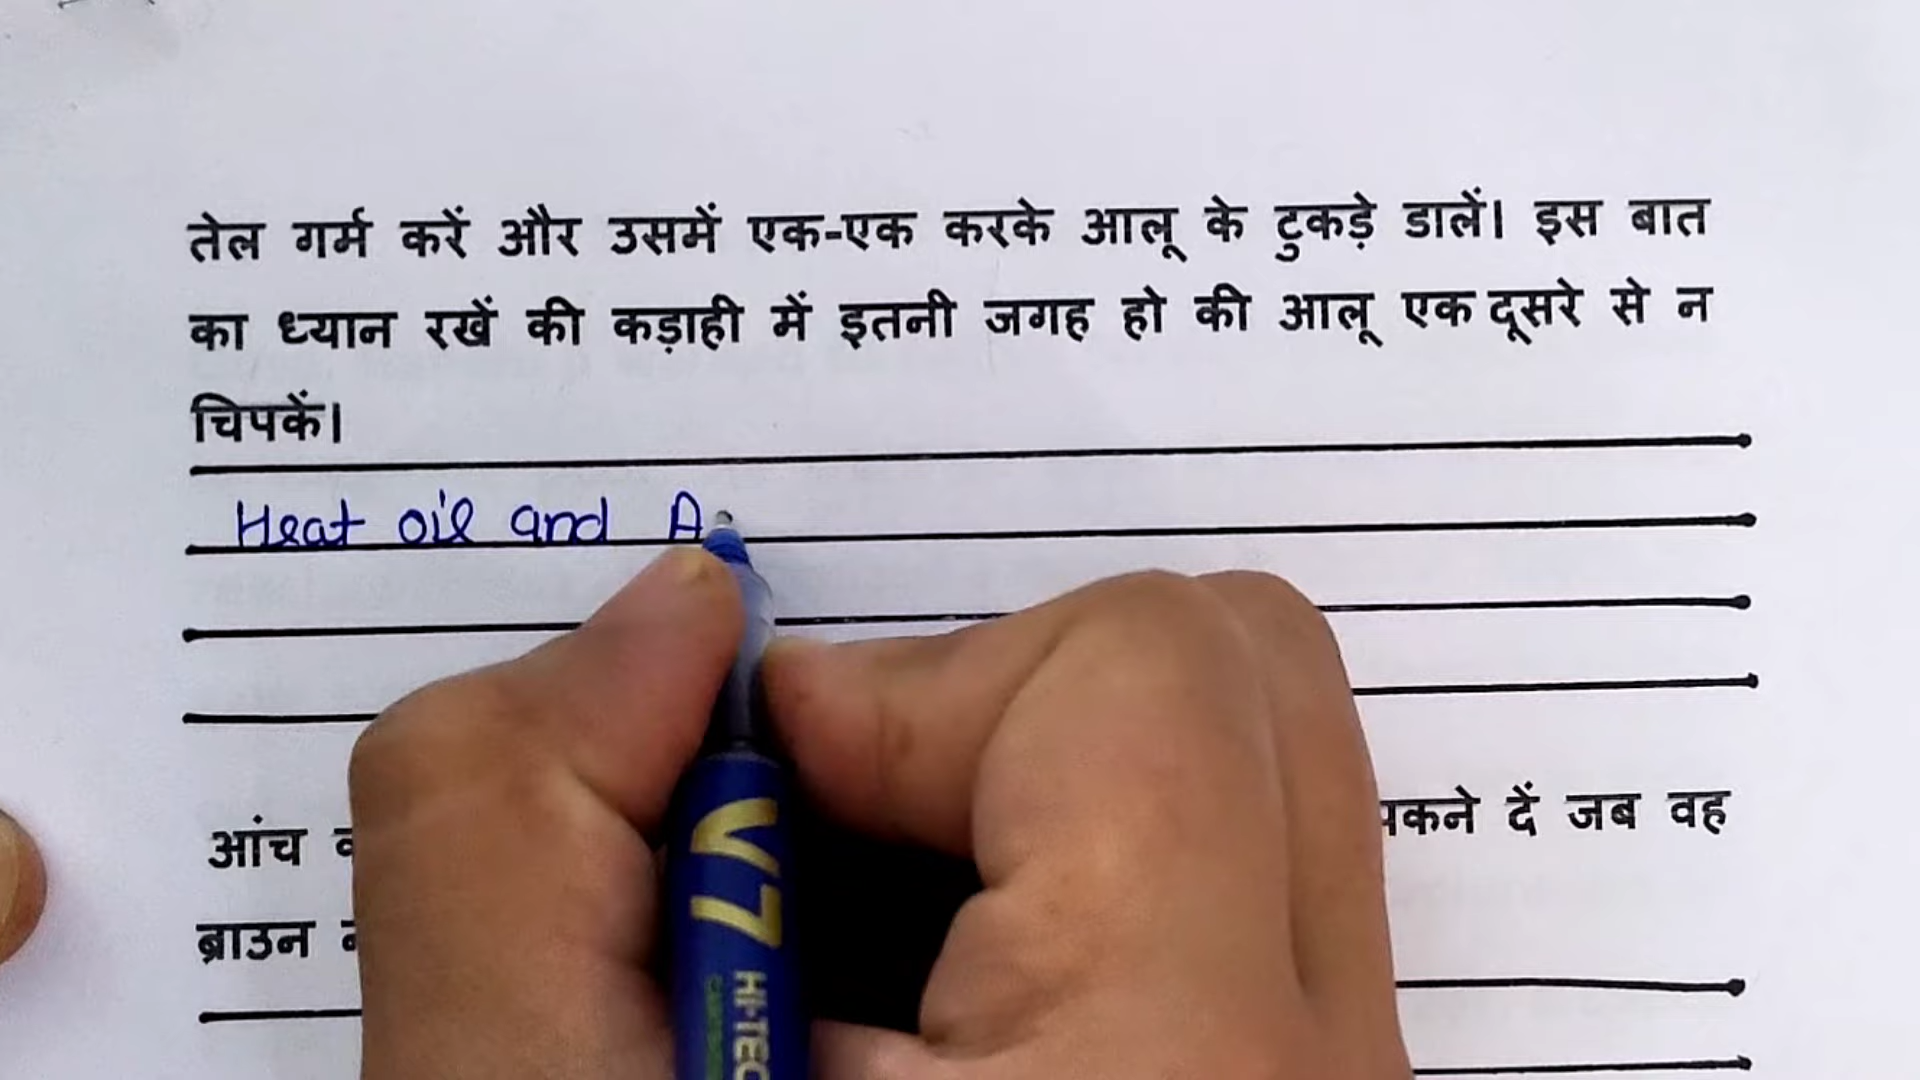 तेल गर्म करें और उसमें एक-एक करके आलू के टुकड़े डालें। इस बात
का ध्यान रखें की कड़ाही में इतनी जगह हो की आलू एक दूसरे से न
चिपकें।
Heat oil and A
आंच पकने दें जब वह
ब्राउन
V7
HI-TEC